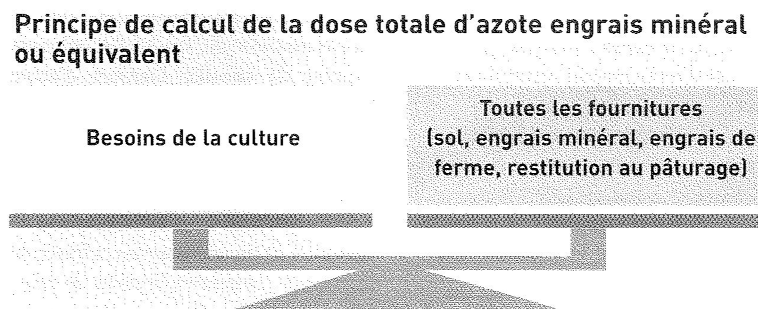 Principe de calcul de la dose totale d'azote engrais minéral
ou équivalent
Besoins de la culture
Toutes les fournitures
(sol, engrais minéral, engrais de
ferme, restitution au pâturage)